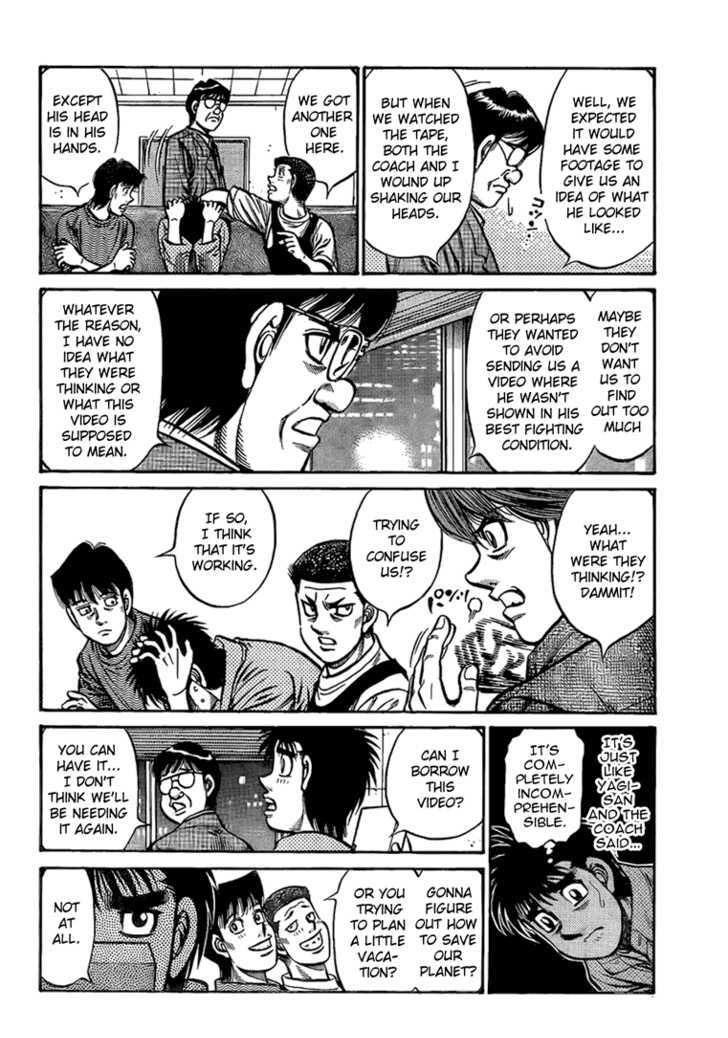 WE GOT
ANOTHER
ONE
HERE.
EXCEPT
HIS HEAD
IS IN HIS
HANDS.
WELL, WE
EXPECTED
IT WOULD
HAVE SOME
FOOTAGE TO
GIVE US AN
IDEA OF WHAT
HE LOOKED
LIKE...
BUT WHEN
WE WATCHED
THE TAPE,
BOTH THE
COACH AND I
WOUND UP
SHAKING OUR
HEADS.
MAYBE
THEY
DON'T
WANT
US TO
FIND
OUT TOO
MUCH
OR PERHAPS
THEY WANTED
TO AVOID
SENDING US A
VIDEO WHERE
HE WASN'T
SHOWN IN HIS
BEST FIGHTING
CONDITION.
WHATEVER
THE REASON,
I HAVE NO
IDEA WHAT
THEY WERE
THINKING OR
WHAT THIS
VIDEO IS
SUPPOSED
TO MEAN.
YEAH...
WHAT
WERE THEY
THINKING!?
DAMMIT!
TRYING
TO
CONFUSE
US!?
IF SO,
I THINK
THAT IT'S
WORKING.
IT'S
JUST
LIKE
YAGI-
SAN
AND THE
COACH
SAID...
IT'S
COM-
PLETELY
INCOM-
PREHEN-
SIBLE.
CAN I
BORROW
THIS
VIDEO?
YOU CAN
HAVE IT...
I DON'T
THINK WE'LL
BE NEEDING
IT AGAIN.
GONNA
FIGURE
OUT HOW
TO SAVE
OUR
PLANET?
OR YOU
TRYING
TO PLAN
A LITTLE
VACA-
TION?
NOT
AT
ALL.